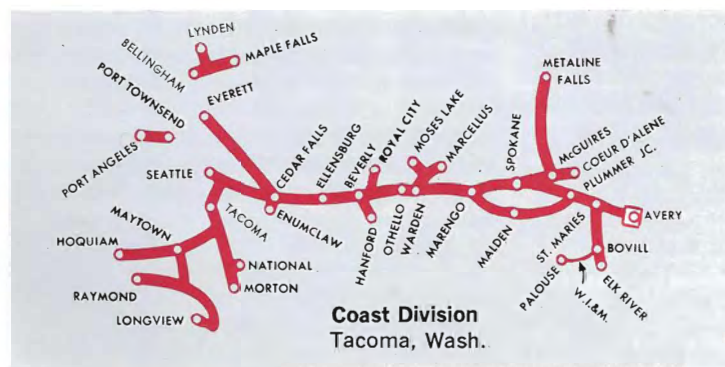 LYNDEN
BELLINGHAM
MAPLE FALLS
PORT TOWNSEND
EVERETT
PORT ANGELES
SEATTLE
CEDAR FALLS
ELLENSBURG
BEVERLY
ROYAL CITY
MOSES LAKE
MARCELLUS
SPOKANE
METALINE
FALLS
McGUIRES
COEUR D'ALENE
PLUMMER JC.
AVERY
MAYTOWN
TACOMA
ENUMCLAW
HANFORD
OTHELLO
WARDEN
MARENGO
MALDEN
ST. MARIES
BOVILL
HOQUIAM
NATIONAL
MORTON
RAYMOND
LONGVIEW
PALOUSE
W.I.&M.
ELK RIVER
Coast Division
Tacoma, Wash.